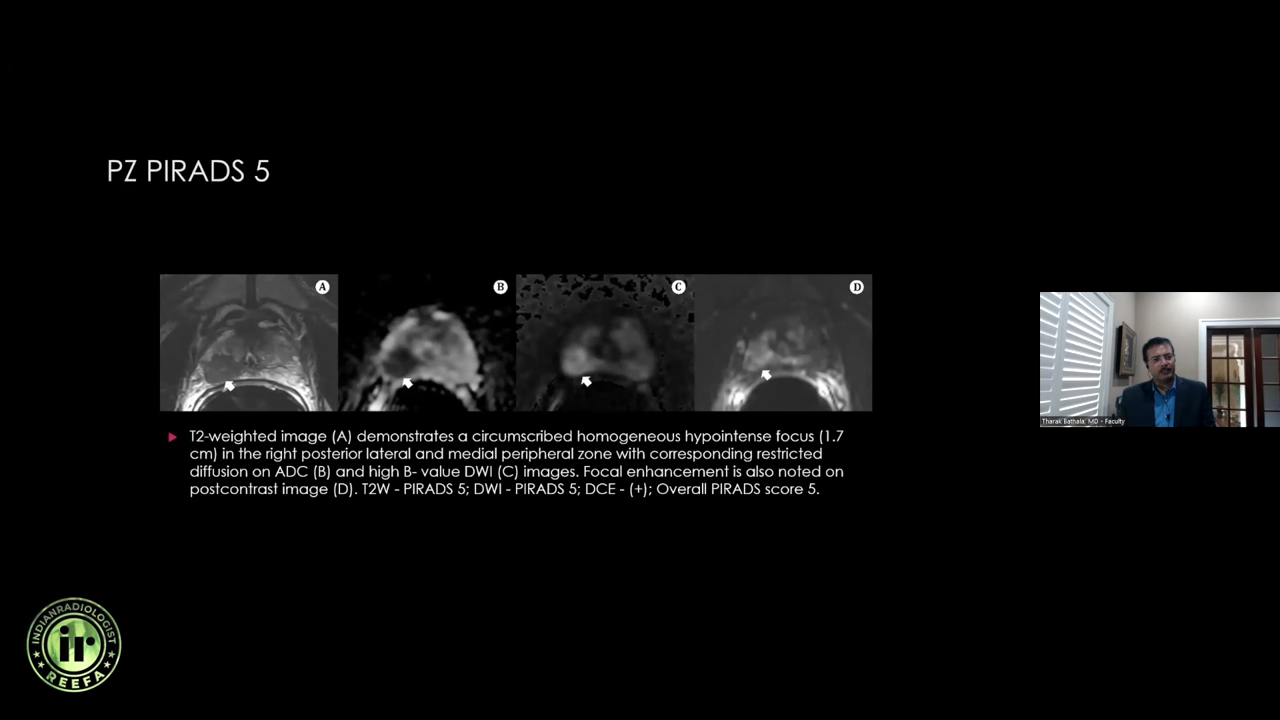 PZ PIRADS 5
A
B
C
D
T2-weighted image (A) demonstrates a circumscribed homogeneous hypointense focus (1.7
cm) in the right posterior lateral and medial peripheral zone with corresponding restricted
diffusion on ADC (B) and high B- value DWI (C) images. Focal enhancement is also noted on
postcontrast image (D). T2W - PIRADS 5; DWI - PIRADS 5; DCE - (+); Overall PIRADS score 5.
Tharak Bathala, MD - Faculty
INDIANRADIOLOGIST
ir
REEFA